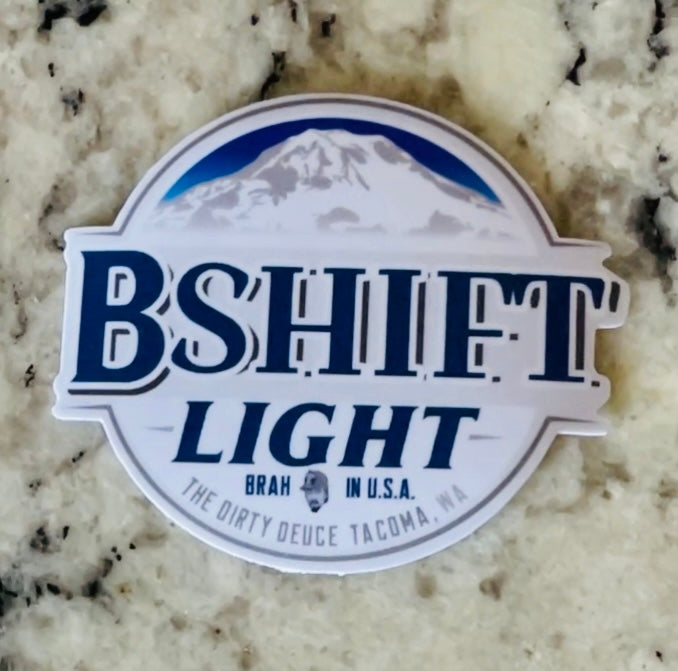 BSHIFT
LIGHT
BRAH IN U.S.A.
THE DIRTY DEUCE TACOMA, WA